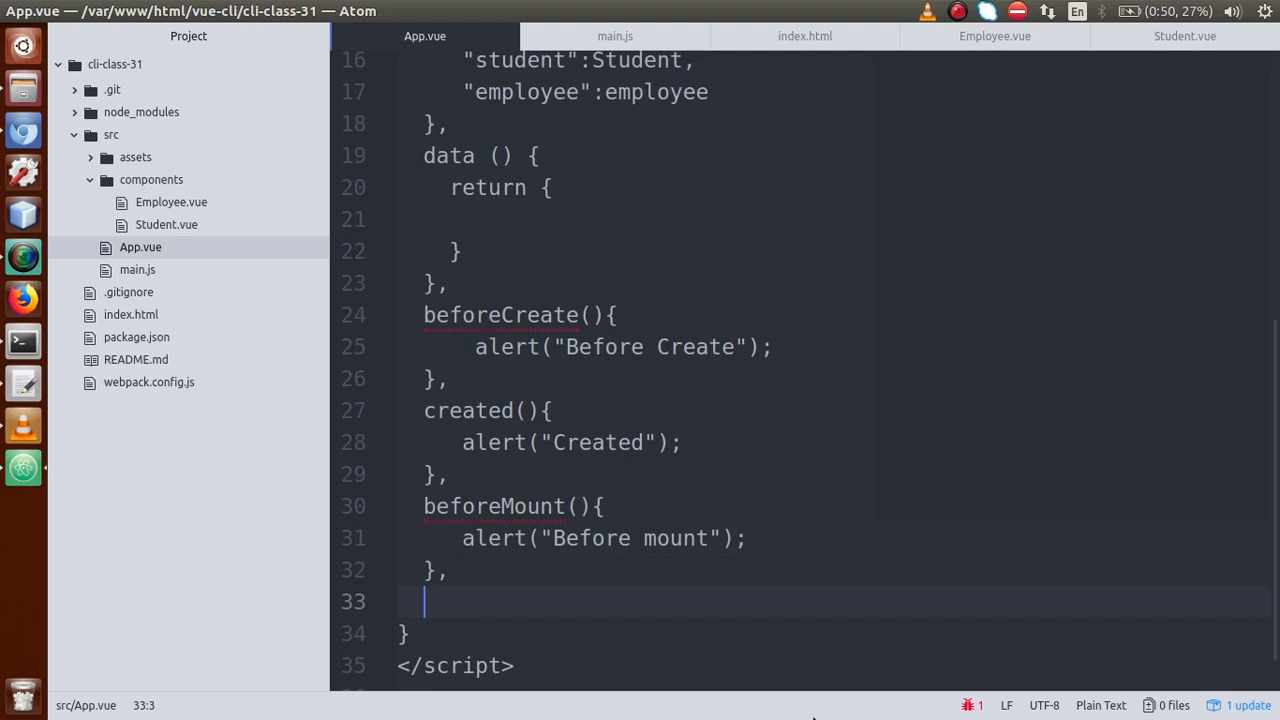 App.vue — /var/www/html/vue-cli/cli-class-31 — Atom
En
(0:50, 27%)
Project
App.vue
main.js
index.html
Employee.vue
Student.vue
cli-class-31
.git
node_modules
src
assets
components
Employee.vue
Student.vue
App.vue
main.js
.gitignore
index.html
package.json
README.md
webpack.config.js
16 "student":Student,
17 "employee":employee
18 },
19 data () {
20 return {
21
22 }
23 },
24 beforeCreate(){
25 alert("Before Create");
26 },
27 created(){
28 alert("Created");
29 },
30 beforeMount(){
31 alert("Before mount");
32 },
33
34 }
35 </script>
src/App.vue 33:3
1 LF UTF-8 Plain Text 0 files 1 update